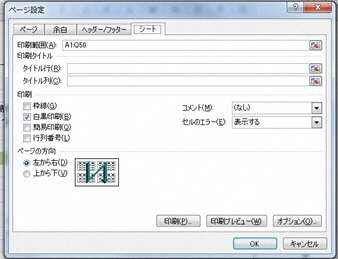 ページ設定
ページ 余白 ヘッダー/フッター シート
印刷範囲(A): A1:Q50
印刷タイトル
タイトル行(R):
タイトル列(C):
印刷
枠線(G)
白黒印刷(B)
簡易印刷(Q)
行列番号(L)
コメント(M): (なし)
セルのエラー(E): 表示する
ページの方向
左から右(D)
上から下(V)
印刷(P)... 印刷プレビュー(W) オプション(O)...
OK キャンセル